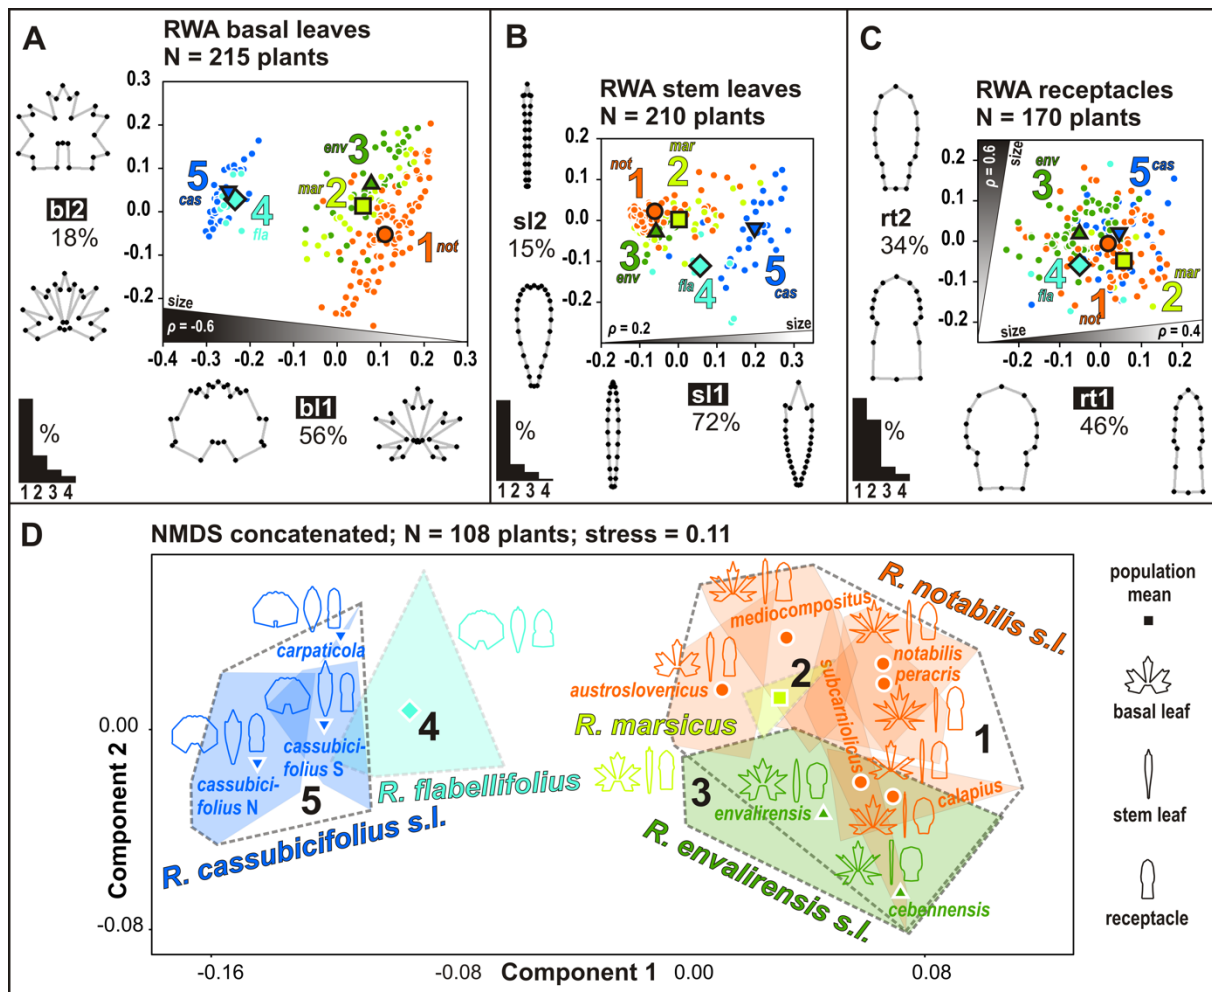 A
RWA basal leaves
N = 215 plants
0.3
0.2
0.1
0.0
-0.1
-0.2
bl2
18%
5
cas
4
fla
env
3
mar
2
1
not
size
ρ = -0.6
-0.4
-0.3
-0.2
-0.1
0.0
0.1
0.2
0.3
bl1
56%
%
1 2 3 4
B
RWA stem leaves
N = 210 plants
0.2
0.1
0.0
-0.1
-0.2
sl2
15%
not
1
mar
2
3
env
fla
4
5
cas
ρ = 0.2
size
-0.1
0.0
0.1
0.2
0.3
sl1
72%
%
1 2 3 4
C
RWA receptacles
N = 170 plants
0.2
0.1
0.0
-0.1
-0.2
rt2
34%
ρ = 0.6
size
env
3
5
cas
4
fla
1
not
mar
2
size
ρ = 0.4
-0.2
-0.1
0.0
0.1
0.2
rt1
46%
%
1 2 3 4
D
NMDS concatenated; N = 108 plants; stress = 0.11
Component 2
0.00
-0.08
carpaticola
cassubici-
folius S
cassubici-
folius N
5
R. cassubicifolius s.l.
4
R. flabellifolius
R. notabilis s.l.
mediocompositus
notabilis
peracris
austroslovenicus
subcarniolicus
2
R. marsicus
1
calapius
3
envalirensis
R. envalirensis s.l.
cebennensis
-0.16
-0.08
Component 1
0.00
0.08
population
mean
basal leaf
stem leaf
receptacle